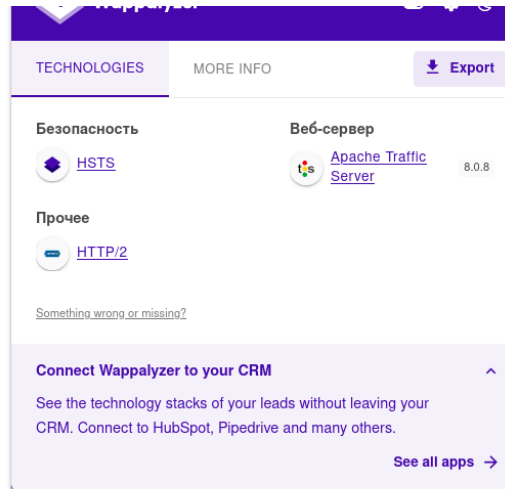 Wappalyzer
TECHNOLOGIES
MORE INFO
Export
Безопасность
HSTS
Веб-сервер
Apache Traffic
Server
8.0.8
Прочее
HTTP/2
Something wrong or missing?
Connect Wappalyzer to your CRM
See the technology stacks of your leads without leaving your
CRM. Connect to HubSpot, Pipedrive and many others.
See all apps